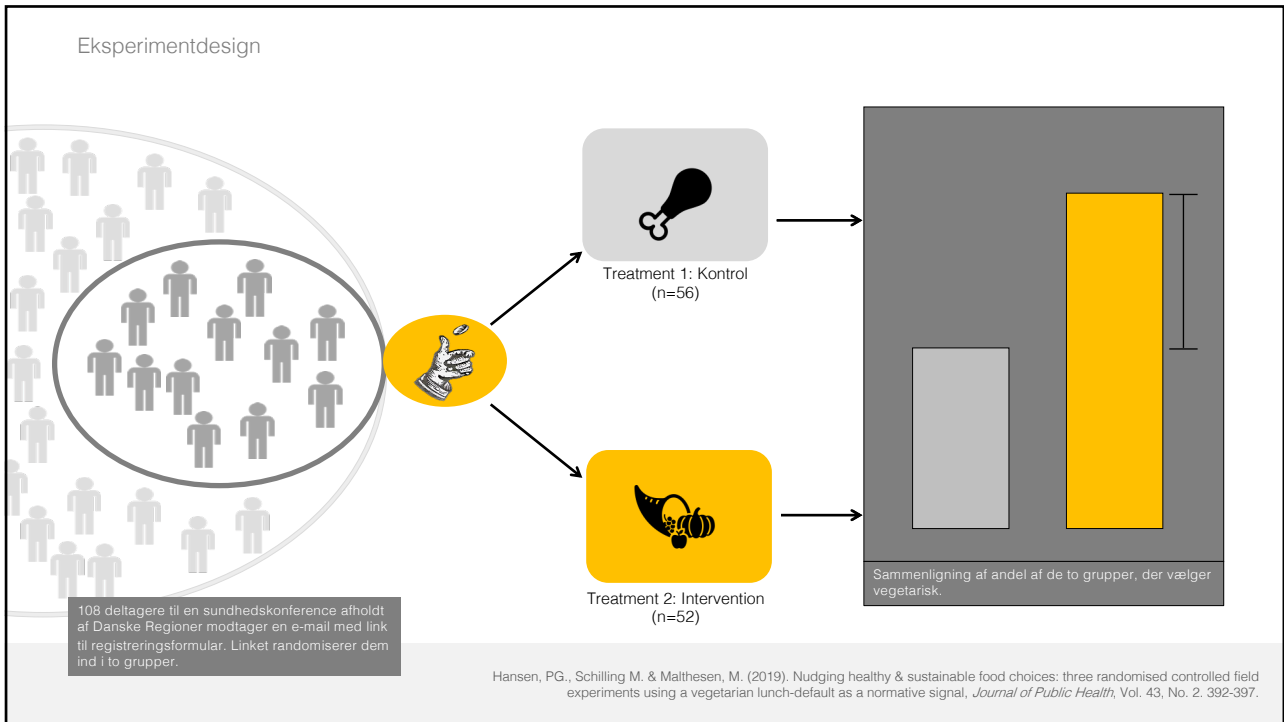 Eksperimentdesign
Treatment 1: Kontrol
(n=56)
Treatment 2: Intervention
(n=52)
Sammenligning af andel af de to grupper, der vælger
vegetarisk.
108 deltagere til en sundhedskonference afholdt
af Danske Regioner modtager en e-mail med link
til registreringsformular. Linket randomiserer dem
ind i to grupper.
Hansen, PG., Schilling M. & Malthesen, M. (2019). Nudging healthy & sustainable food choices: three randomised controlled field
experiments using a vegetarian lunch-default as a normative signal, Journal of Public Health, Vol. 43, No. 2. 392-397.